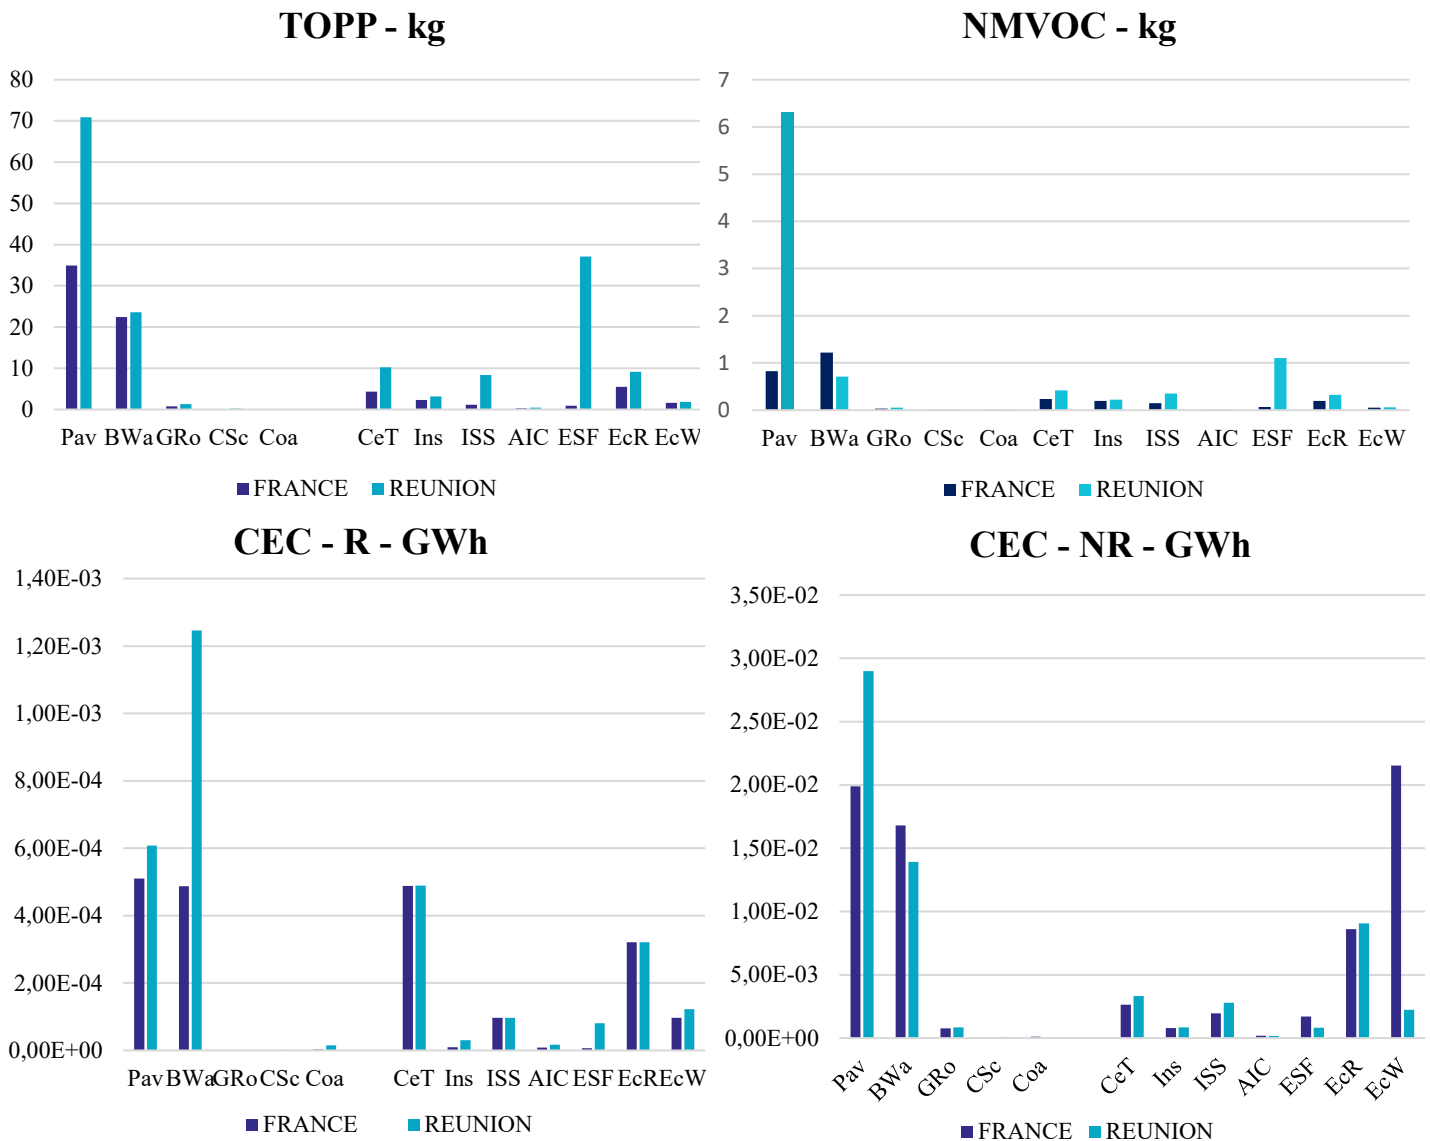 TOPP - kg
80
70
60
50
40
30
20
10
0
Pav BWa GRo CSc Coa CeT Ins ISS AIC ESF EcR EcW
FRANCE REUNION
NMVOC - kg
7
6
5
4
3
2
1
0
Pav BWa GRo CSc Coa CeT Ins ISS AIC ESF EcR EcW
FRANCE REUNION
CEC - R - GWh
1,40E-03
1,20E-03
1,00E-03
8,00E-04
6,00E-04
4,00E-04
2,00E-04
0,00E+00
Pav BWa GRo CSc Coa CeT Ins ISS AIC ESF EcR EcW
FRANCE REUNION
CEC - NR - GWh
3,50E-02
3,00E-02
2,50E-02
2,00E-02
1,50E-02
1,00E-02
5,00E-03
0,00E+00
Pav BWa GRo CSc Coa CeT Ins ISS AIC ESF EcR EcW
FRANCE REUNION